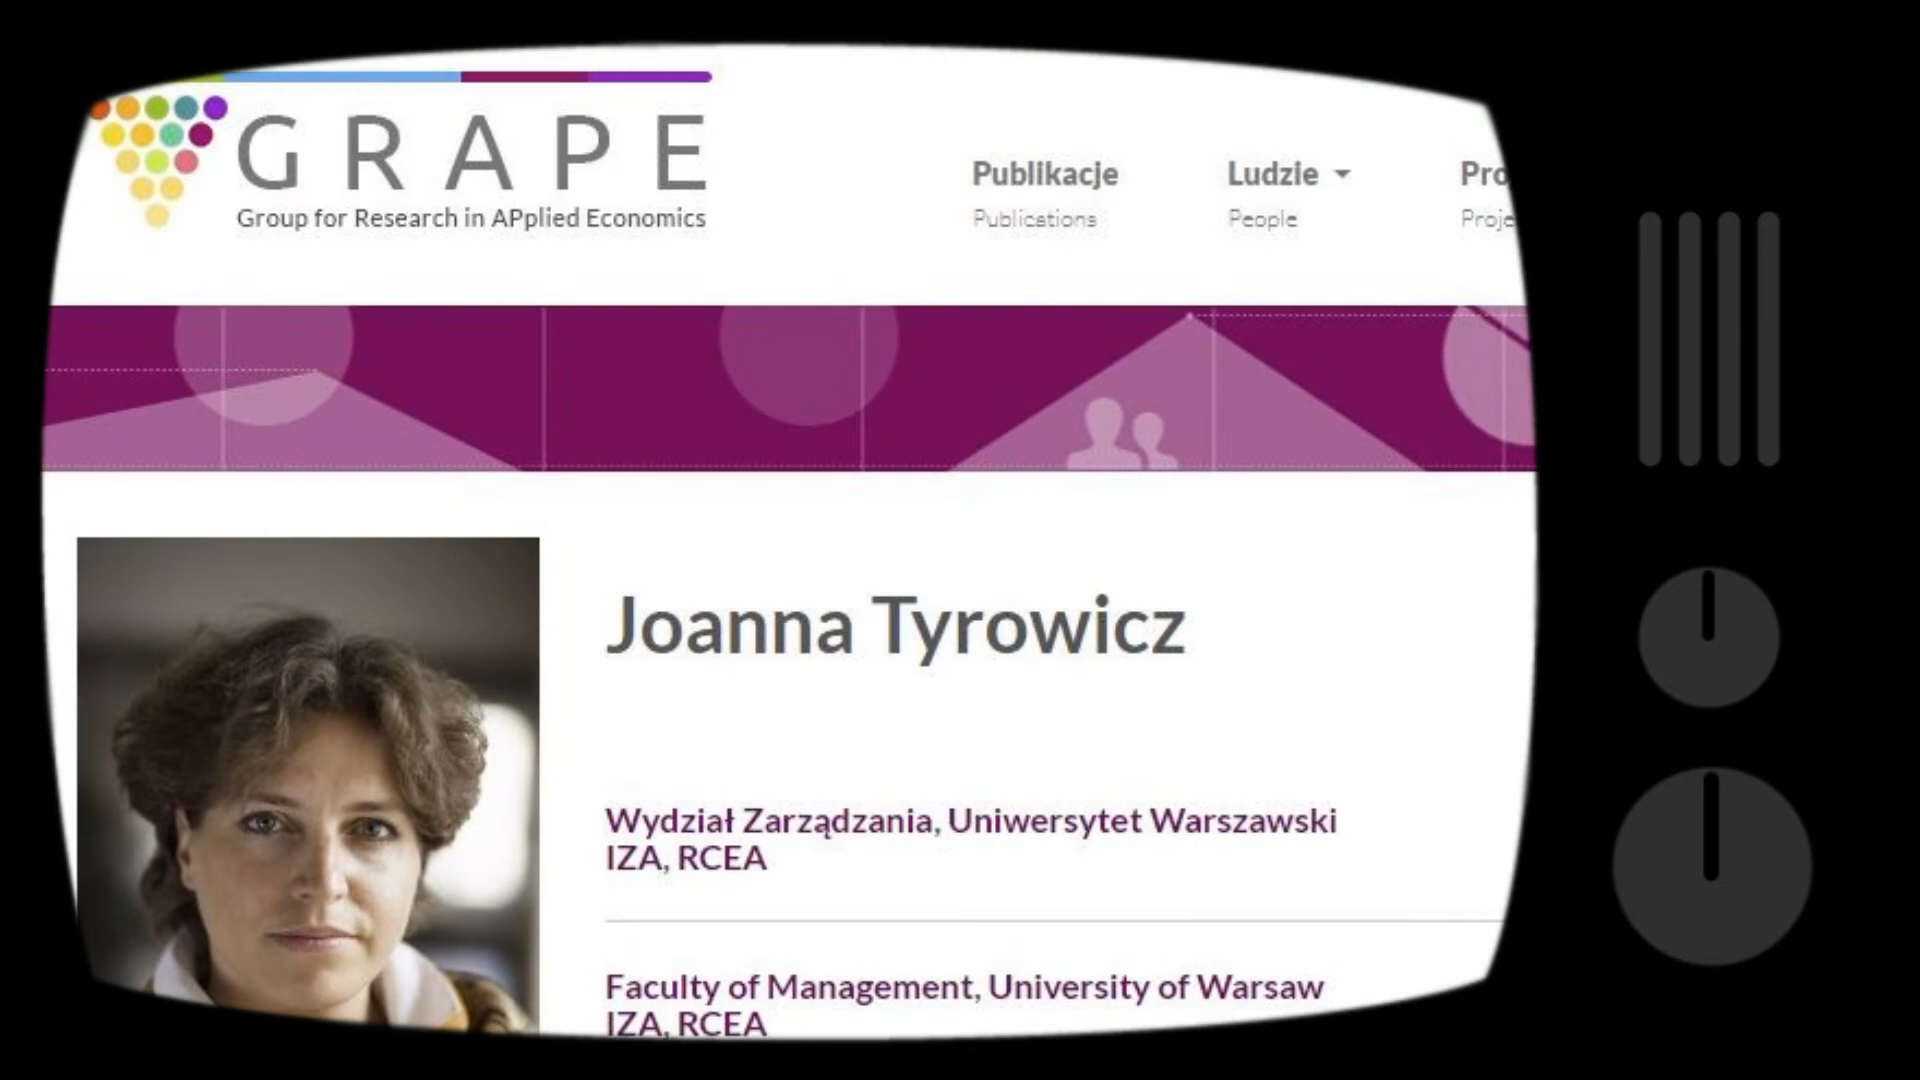 GRAPE
Group for Research in APplied Economics
Publikacje
Publications
Ludzie
People
Joanna Tyrowicz
Wydział Zarządzania, Uniwersytet Warszawski
IZA, RCEA
Faculty of Management, University of Warsaw
IZA, RCEA